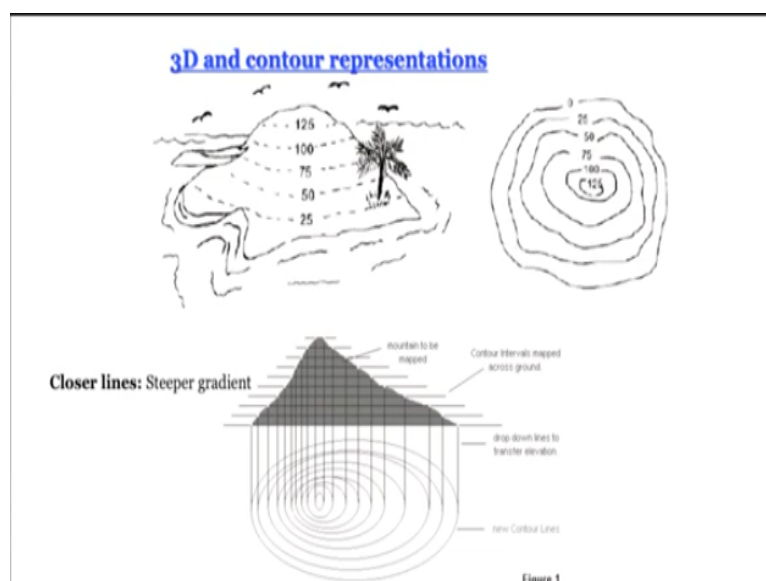 3D and contour representations
125
100
75
50
25
0
25
50
75
100
125
Closer lines: Steeper gradient
mountain to be
mapped
Contour Intervals mapped
across ground.
drop down lines to
transfer elevation.
new Contour Lines
Figure 1